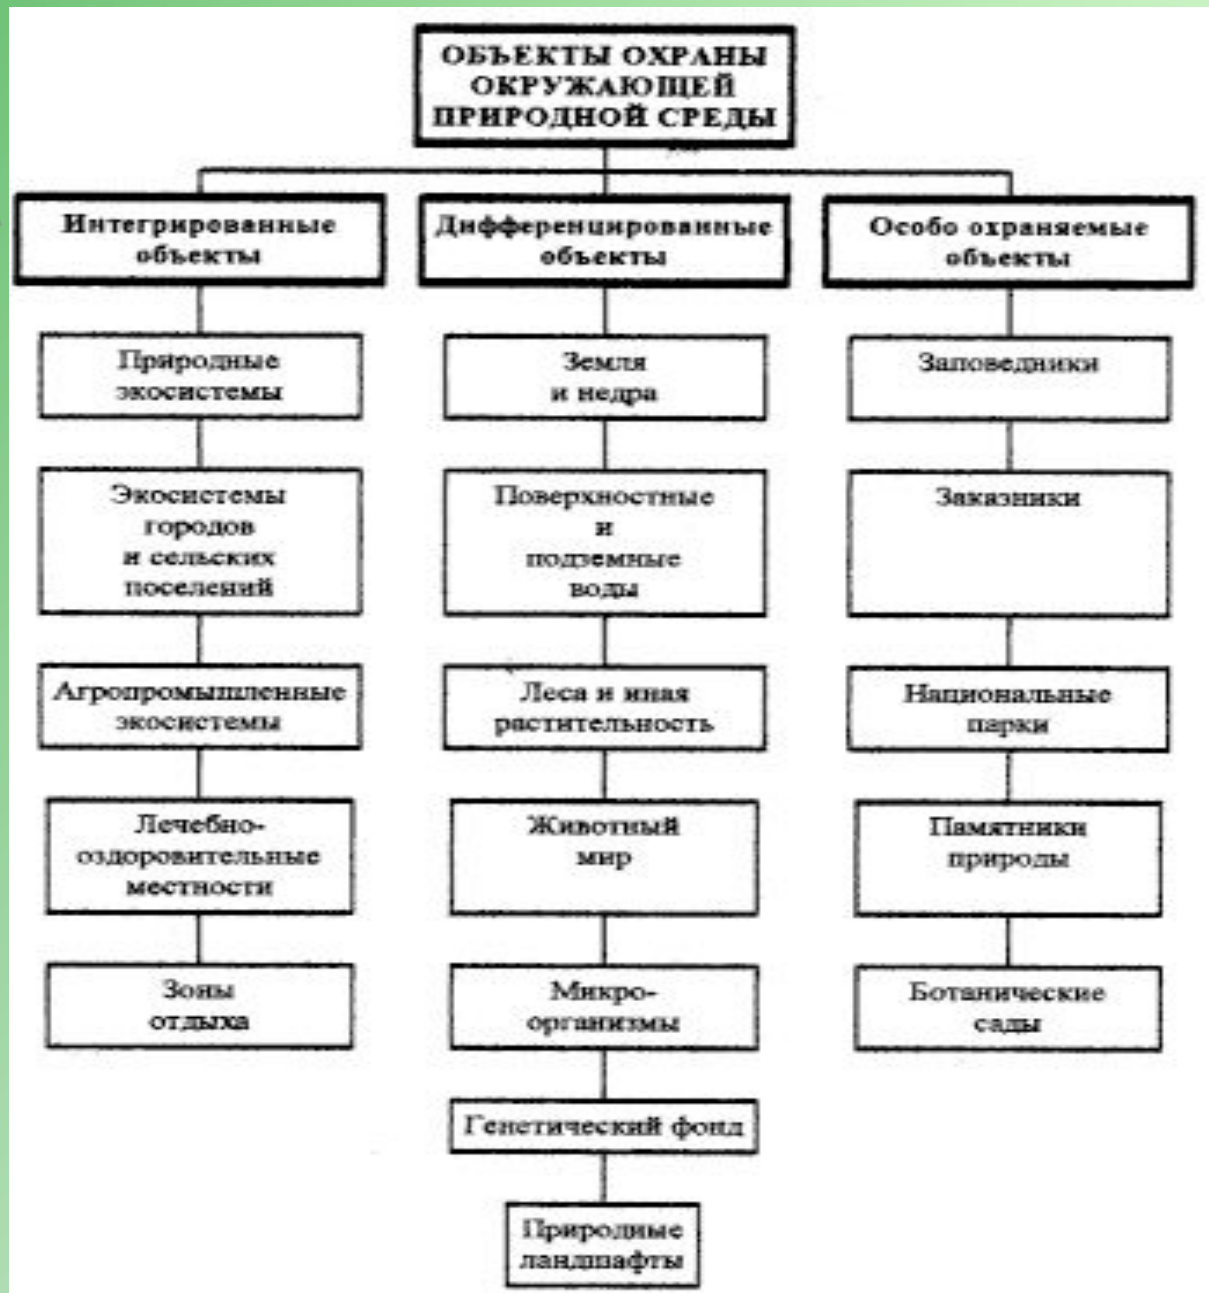 ОБЪЕКТЫ ОХРАНЫ
ОКРУЖАЮЩЕЙ
ПРИРОДНОЙ СРЕДЫ
Интегрированные
объекты
Природные
экосистемы
Экосистемы
городов
и сельских
поселений
Агропромышленные
экосистемы
Лечебно-
оздоровительные
местности
Зоны
отдыха
Дифференцированные
объекты
Земля
и недра
Поверхностные
и
подземные
воды
Леса и иная
растительность
Животный
мир
Микро-
организмы
Генетический фонд
Природные
ландшафты
Особо охраняемые
объекты
Заповедники
Заказники
Национальные
парки
Памятники
природы
Ботанические
сады